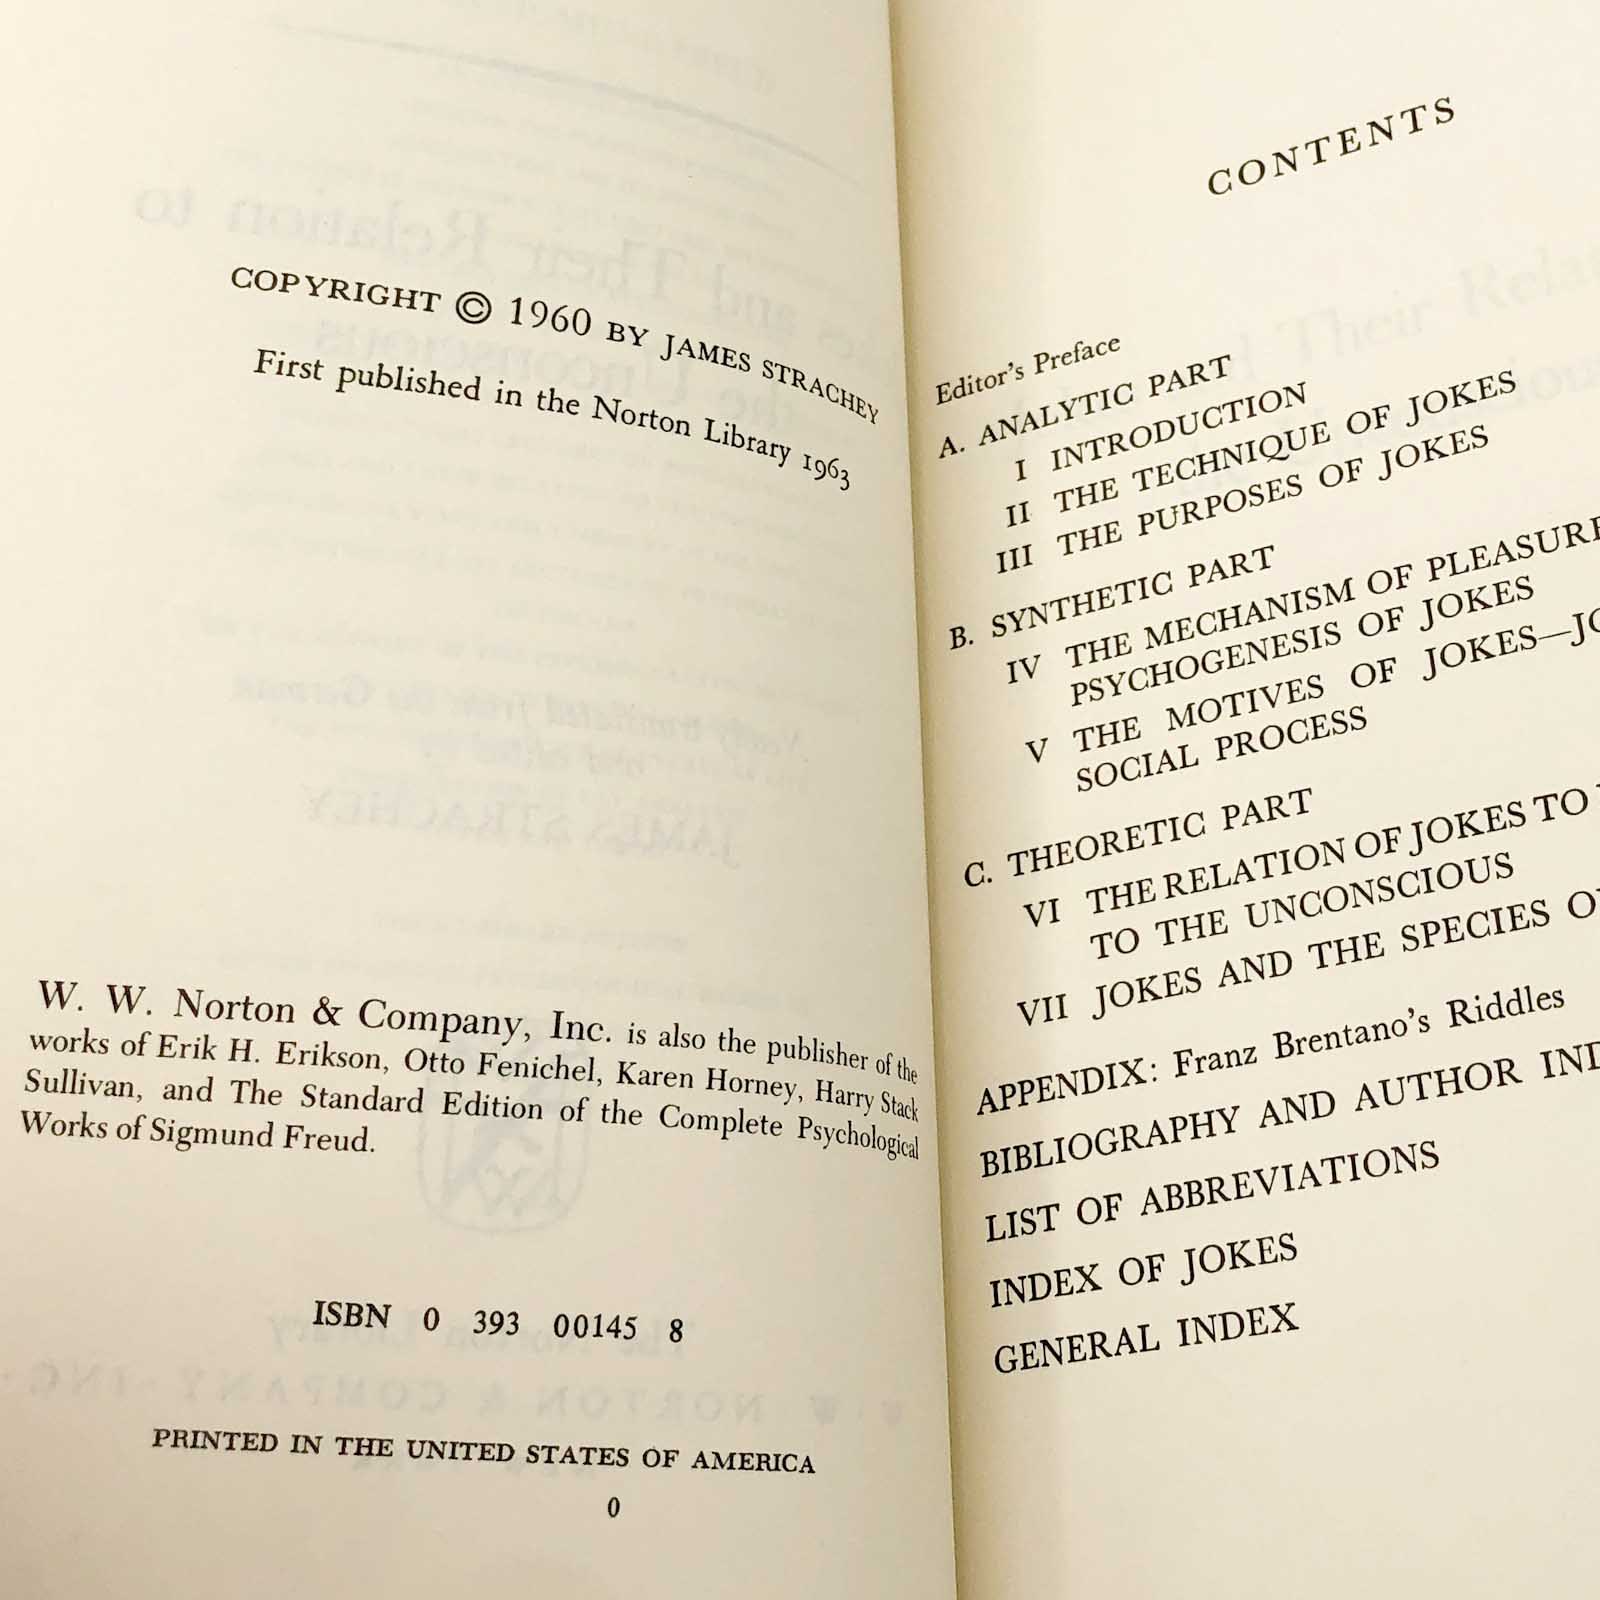 COPYRIGHT © 1960 BY JAMES STRACHEY
First published in the Norton Library 1963
W. W. Norton & Company, Inc. is also the publisher of the
works of Erik H. Erikson, Otto Fenichel, Karen Horney, Harry Stack
Sullivan, and The Standard Edition of the Complete Psychological
Works of Sigmund Freud.
ISBN 0 393 00145 8
PRINTED IN THE UNITED STATES OF AMERICA
0
CONTENTS
Editor's Preface
A. ANALYTIC PART
I INTRODUCTION
II THE TECHNIQUE OF JOKES
III THE PURPOSES OF JOKES
B. SYNTHETIC PART
IV THE MECHANISM OF PLEASURE
PSYCHOGENESIS OF JOKES
V THE MOTIVES OF JOKES—
SOCIAL PROCESS
C. THEORETIC PART
VI THE RELATION OF JOKES TO
TO THE UNCONSCIOUS
VII JOKES AND THE SPECIES
APPENDIX: Franz Brentano's Riddles
BIBLIOGRAPHY AND AUTHOR
LIST OF ABBREVIATIONS
INDEX OF JOKES
GENERAL INDEX